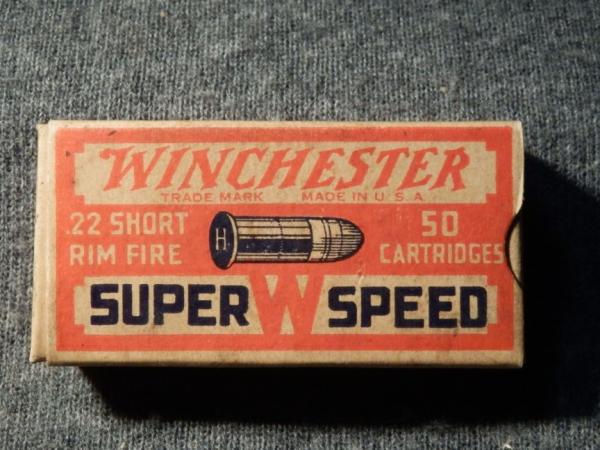 WINCHESTER
TRADE MARK MADE IN U.S.A
.22 SHORT
RIM FIRE
H
50
CARTRIDGES
SUPER W SPEED